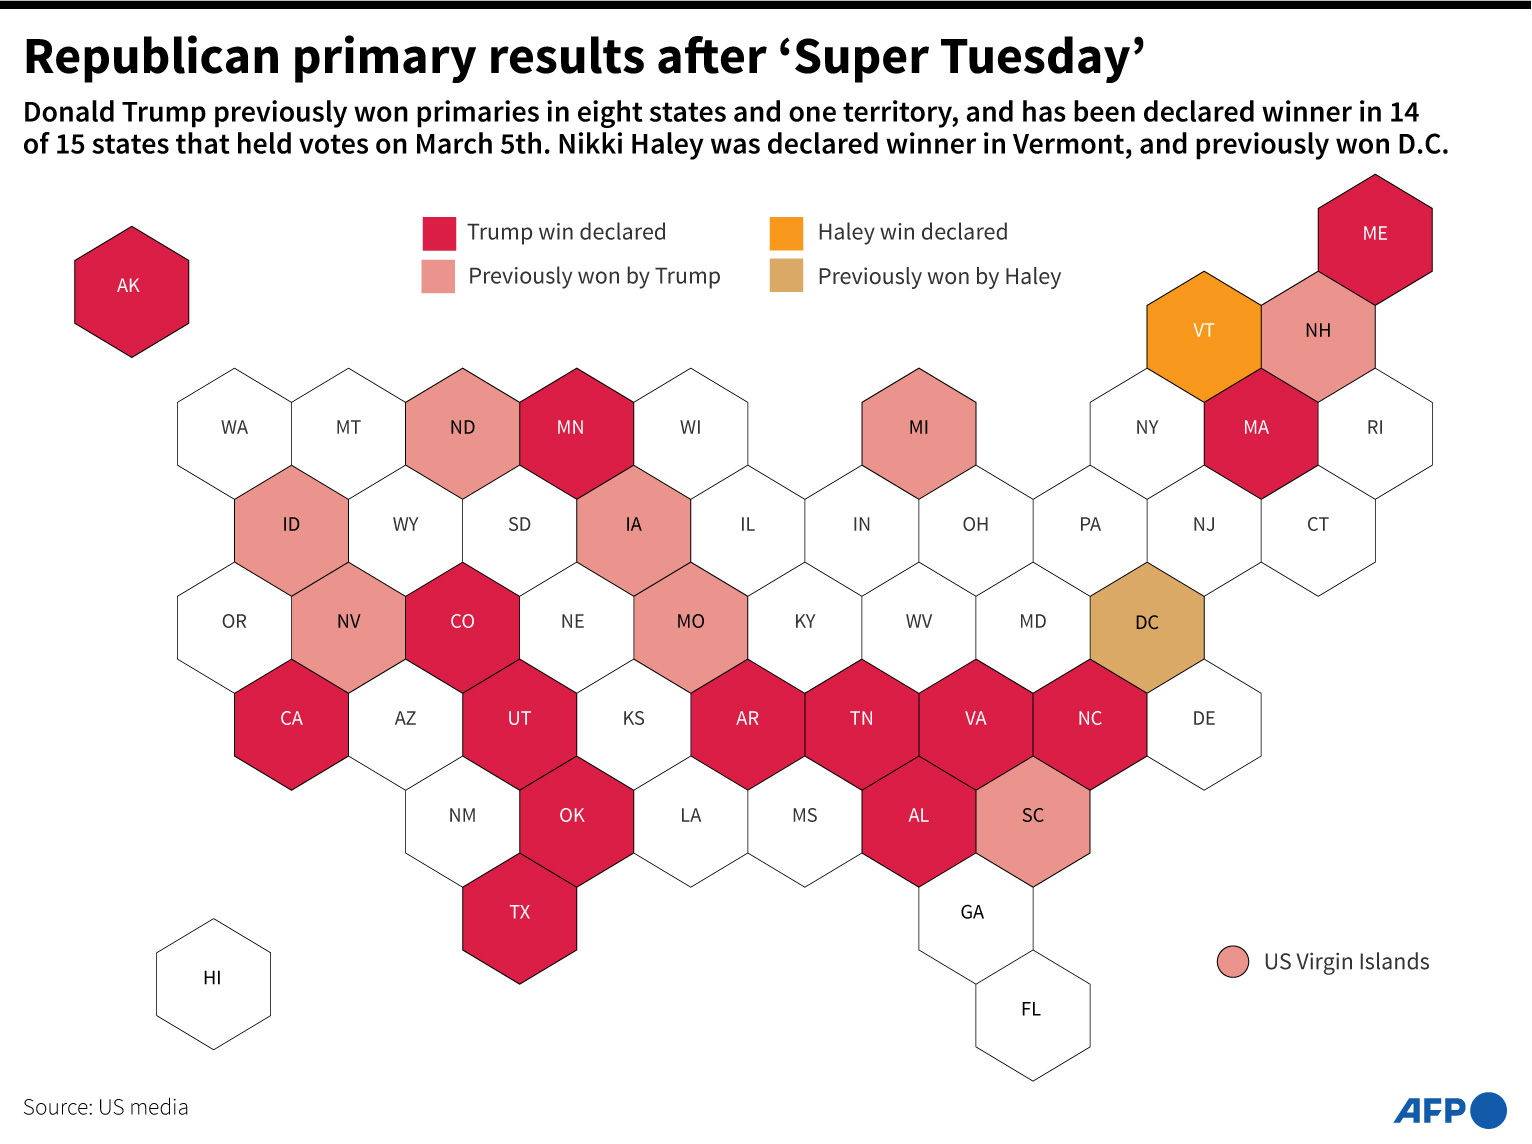 Republican primary results after ‘Super Tuesday’
Donald Trump previously won primaries in eight states and one territory, and has been declared winner in 14
of 15 states that held votes on March 5th. Nikki Haley was declared winner in Vermont, and previously won D.C.
Trump win declared
Haley win declared
Previously won by Trump
Previously won by Haley
ME
AK
VT
NH
WA
MT
ND
MN
WI
MI
NY
MA
RI
ID
WY
SD
IA
IL
IN
OH
PA
NJ
CT
OR
NV
CO
NE
MO
KY
WV
MD
DC
CA
AZ
UT
KS
AR
TN
VA
NC
DE
NM
OK
LA
MS
AL
SC
TX
GA
HI
US Virgin Islands
FL
Source: US media
AFP